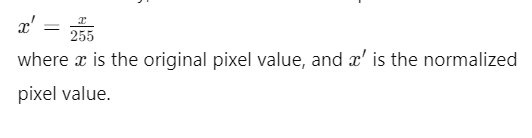 x′ = x/255
where x is the original pixel value, and x′ is the normalized
pixel value.